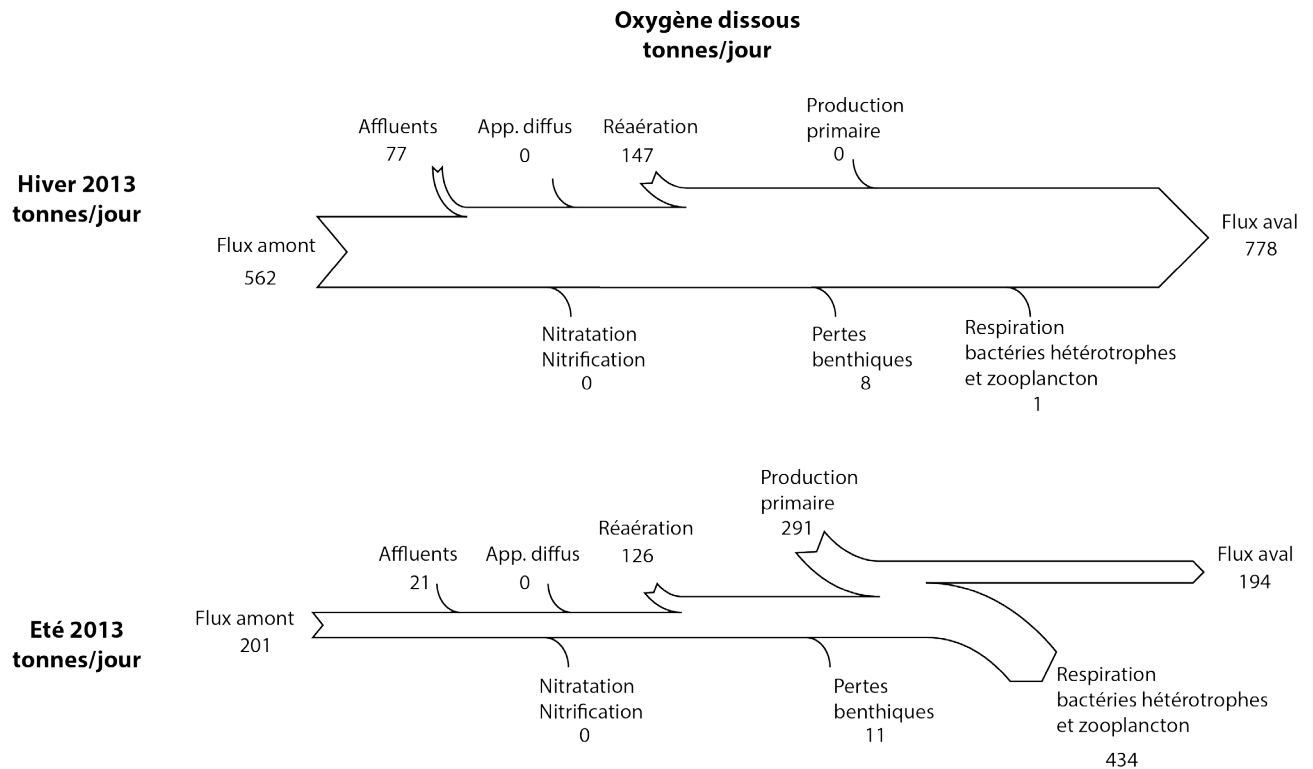 Oxygène dissous
tonnes/jour
Hiver 2013
tonnes/jour
Affluents
77
App. diffus
0
Réaération
147
Production
primaire
0
Flux amont
562
Flux aval
778
Nitratation
Nitrification
0
Pertes
benthiques
8
Respiration
bactéries hétérotrophes
et zooplancton
1
Eté 2013
tonnes/jour
Affluents
21
App. diffus
0
Réaération
126
Production
primaire
291
Flux amont
201
Flux aval
194
Nitratation
Nitrification
0
Pertes
benthiques
11
Respiration
bactéries hétérotrophes
et zooplancton
434